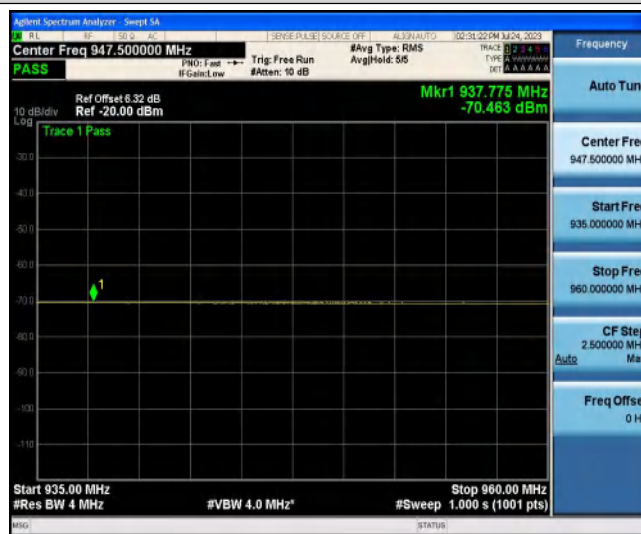 Agilent Spectrum Analyzer - Swept SA
RL RF 50 Ω AC SENSE:PULSE SOURCE OFF ALIGN AUTO 02:31:22 PM Jul 24, 2023
Center Freq 947.500000 MHz #Avg Type: RMS TRACE 1 2 3 4 5 6
PASS PNO: Fast Trig: Free Run Avg|Hold: 5/5 TYPE A
IFGain:Low #Atten: 10 dB DET A A A A A A
Mkr1 937.775 MHz
-70.463 dBm
Ref Offset 6.32 dB
10 dB/div Ref -20.00 dBm
Log
Trace 1 Pass
-30.0
-40.0
-50.0
-60.0
1
-70.0
-80.0
-90.0
-100
-110
Start 935.00 MHz Stop 960.00 MHz
#Res BW 4 MHz #VBW 4.0 MHz* #Sweep 1.000 s (1001 pts)
MSG STATUS
Frequency
Auto Tun
Center Fre
947.500000 MH
Start Fre
935.000000 MH
Stop Fre
960.000000 MH
CF Ste
2.500000 MH
Auto Ma
Freq Offse
0 H